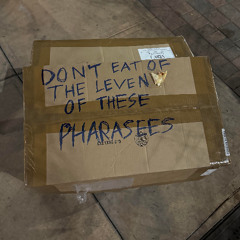 DON'T EAT OF
THE LEVEN
OF THESE
PHARASEES